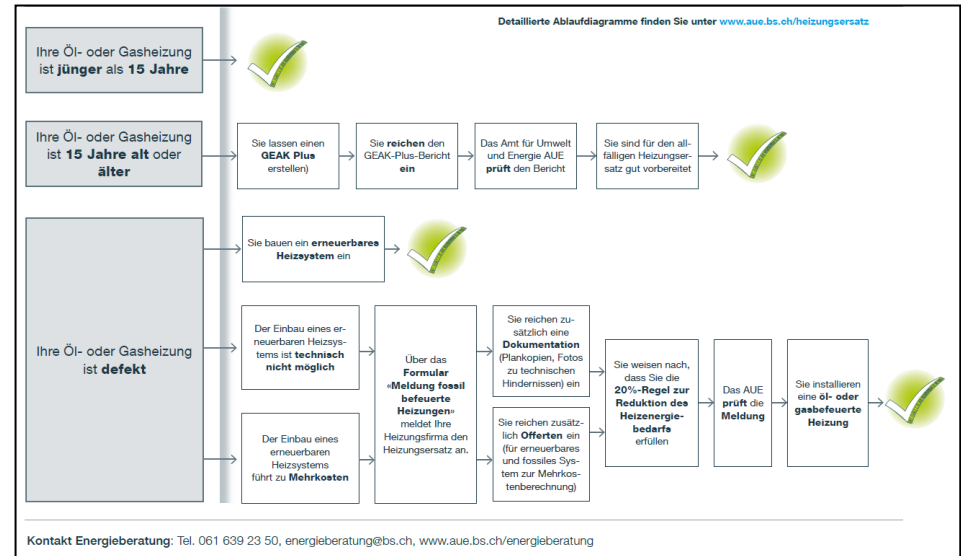 Detaillierte Ablaufdiagramme finden Sie unter www.aue.bs.ch/heizungsersatz
Ihre Öl- oder Gasheizung
ist jünger als 15 Jahre
Ihre Öl- oder Gasheizung
ist 15 Jahre alt oder
älter
Sie lassen einen
GEAK Plus
erstellen)
Sie reichen den
GEAK-Plus-Bericht
ein
Das Amt für Umwelt
und Energie AUE
prüft den Bericht
Sie sind für den all-
fälligen Heizungser-
satz gut vorbereitet
Ihre Öl- oder Gasheizung
ist defekt
Sie bauen ein erneuerbares
Heizsystem ein
Der Einbau eines er-
neuerbaren Heizsys-
tems ist technisch
nicht möglich
Der Einbau eines
erneuerbaren
Heizsystems
führt zu Mehrkosten
Über das
Formular
«Meldung fossil
befeuerte
Heizungen»
meldet Ihre
Heizungsfirma den
Heizungsersatz an.
Sie reichen zu-
sätzlich eine
Dokumentation
(Plankopien, Fotos
zu technischen
Hindernissen) ein
Sie reichen zusätz-
lich Offerten ein
(für erneuerbares
und fossiles Sys-
tem zur Mehrkos-
tenberechnung)
Sie weisen nach,
dass Sie die
20%-Regel zur
Reduktion des
Heizenergie-
bedarfs
erfüllen
Das AUE
prüft die
Meldung
Sie installieren
eine öl- oder
gasbefeuerte
Heizung
Kontakt Energieberatung: Tel. 061 639 23 50, energieberatung@bs.ch, www.aue.bs.ch/energieberatung